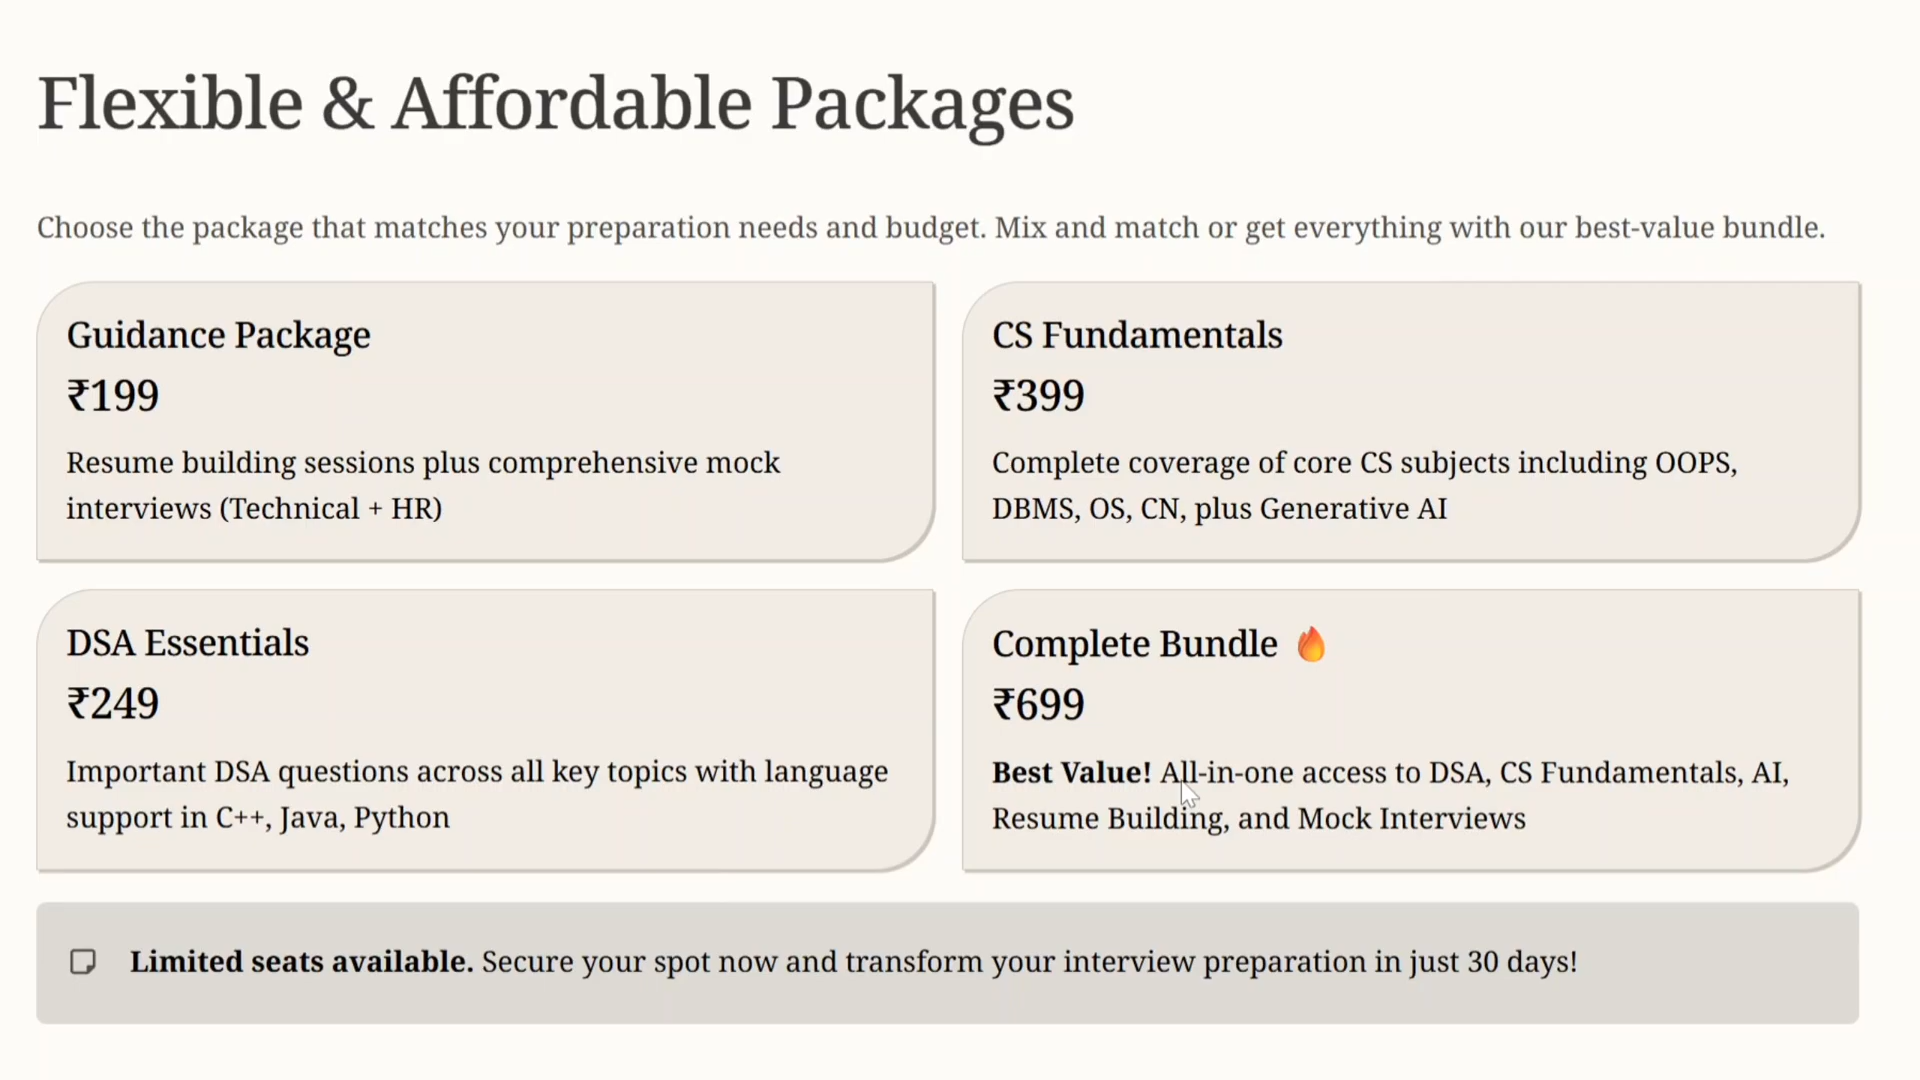 Flexible & Affordable Packages
Choose the package that matches your preparation needs and budget. Mix and match or get everything with our best-value bundle.
Guidance Package
₹199
Resume building sessions plus comprehensive mock
interviews (Technical + HR)
CS Fundamentals
₹399
Complete coverage of core CS subjects including OOPS,
DBMS, OS, CN, plus Generative AI
DSA Essentials
₹249
Important DSA questions across all key topics with language
support in C++, Java, Python
Complete Bundle 🔥
₹699
Best Value! All-in-one access to DSA, CS Fundamentals, AI,
Resume Building, and Mock Interviews
Limited seats available. Secure your spot now and transform your interview preparation in just 30 days!